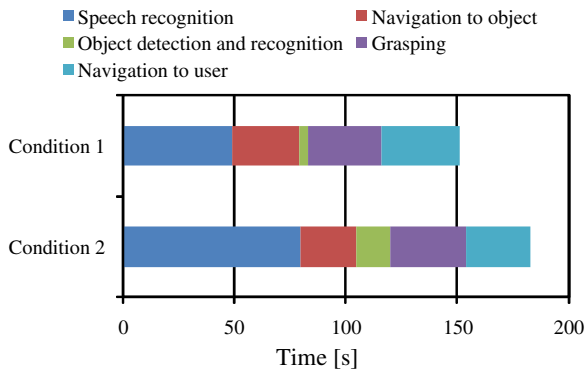 Speech recognition Navigation to object
Object detection and recognition Grasping
Navigation to user
Condition 1
Condition 2
0 50 100 150 200
Time [s]